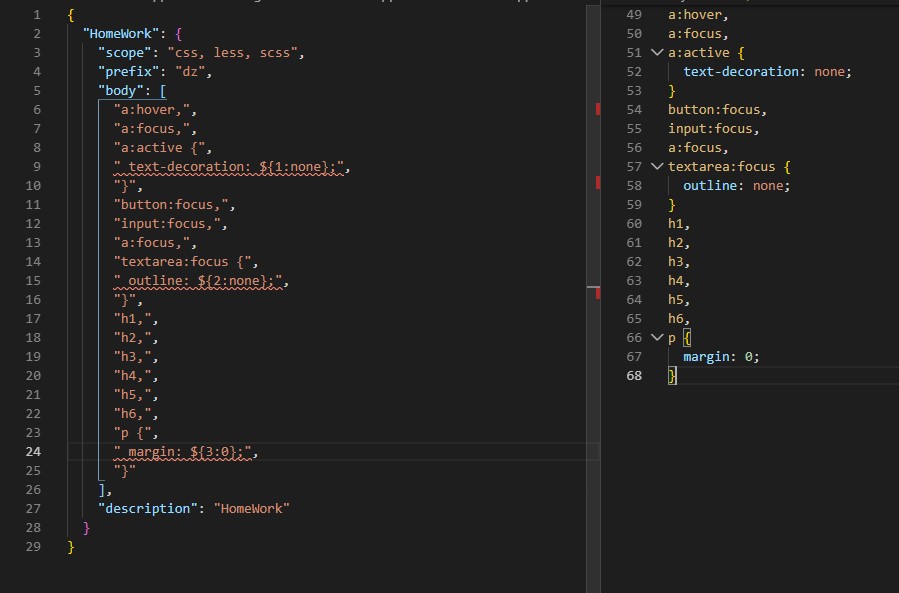 1 {
2 "HomeWork": {
3 "scope": "css, less, scss",
4 "prefix": "dz",
5 "body": [
6 "a:hover,",
7 "a:focus,",
8 "a:active {",
9 " text-decoration: ${1:none};",
10 "}",
11 "button:focus,",
12 "input:focus,",
13 "a:focus,",
14 "textarea:focus {",
15 " outline: ${2:none};",
16 "}",
17 "h1,",
18 "h2,",
19 "h3,",
20 "h4,",
21 "h5,",
22 "h6,",
23 "p {",
24 " margin: ${3:0};",
25 "}"
26 ],
27 "description": "HomeWork"
28 }
29 }
49 a:hover,
50 a:focus,
51 a:active {
52 text-decoration: none;
53 }
54 button:focus,
55 input:focus,
56 a:focus,
57 textarea:focus {
58 outline: none;
59 }
60 h1,
61 h2,
62 h3,
63 h4,
64 h5,
65 h6,
66 p {
67 margin: 0;
68 }